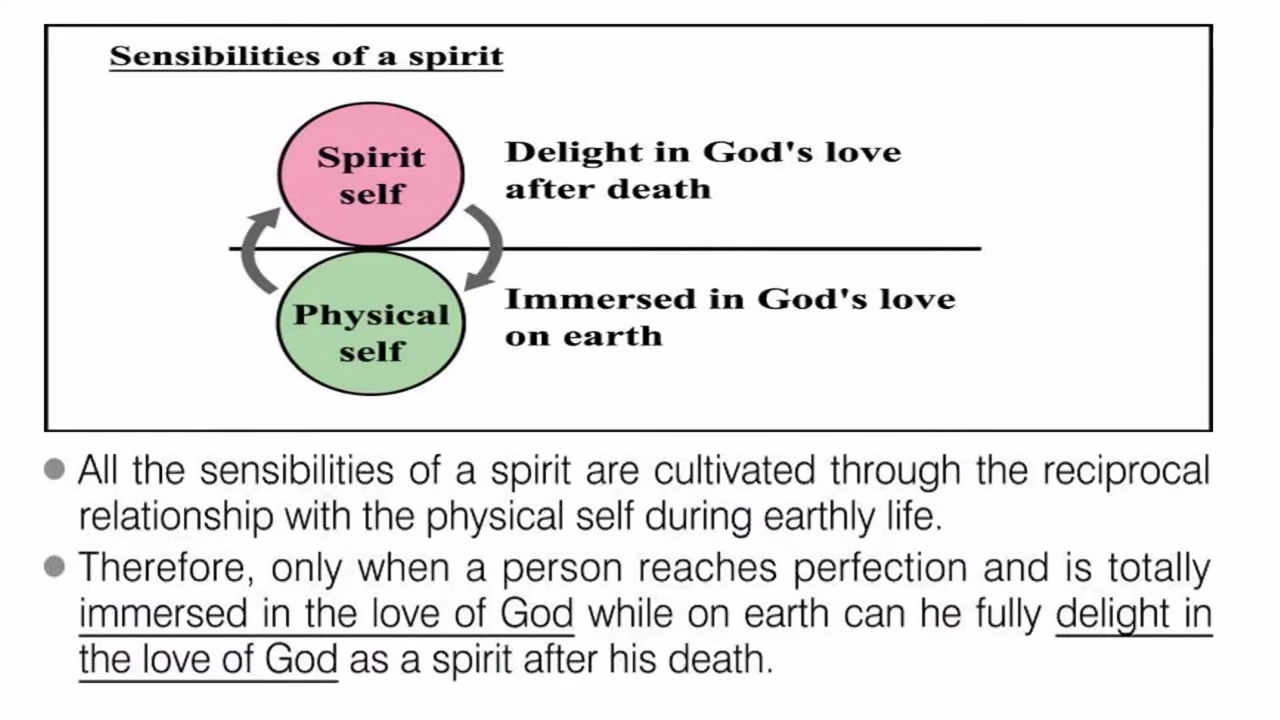 Sensibilities of a spirit
Spirit
self
Delight in God's love
after death
Physical
self
Immersed in God's love
on earth
All the sensibilities of a spirit are cultivated through the reciprocal
relationship with the physical self during earthly life.
Therefore, only when a person reaches perfection and is totally
immersed in the love of God while on earth can he fully delight in
the love of God as a spirit after his death.